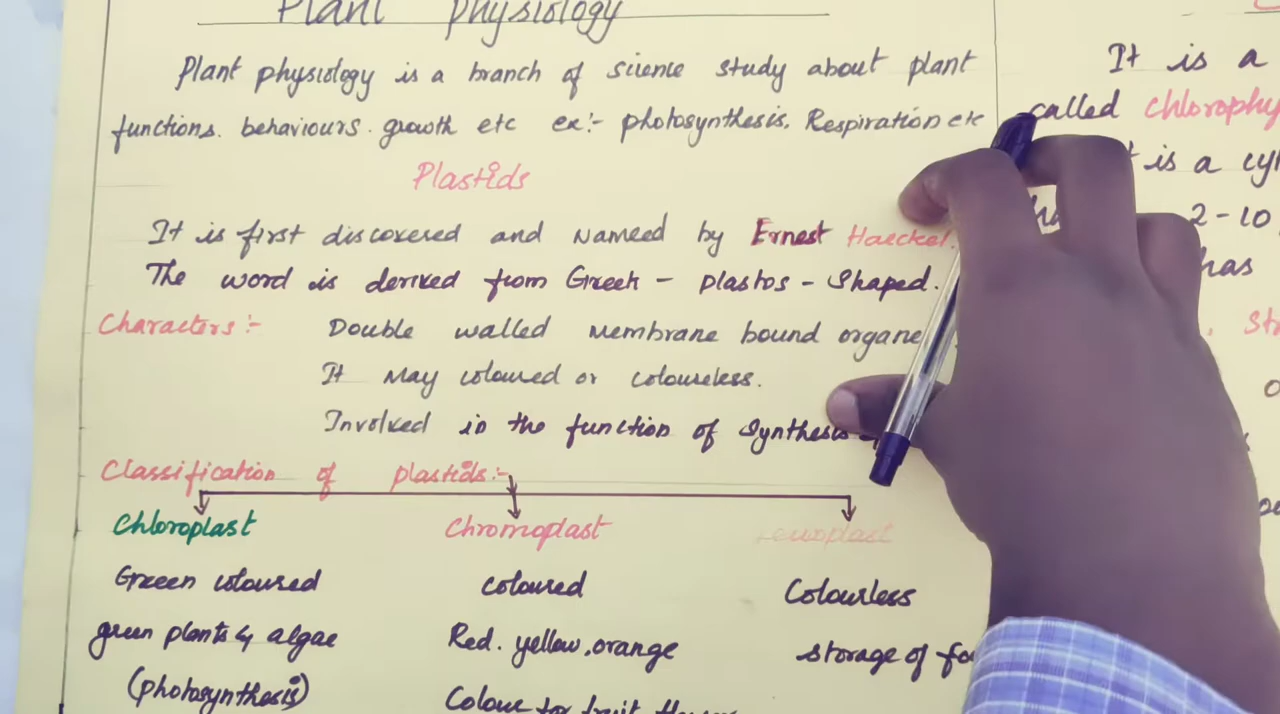 Plant Physiology
Plant physiology is a branch of science study about plant
functions. behaviours. growth etc ex:- photosynthesis, Respiration etc
Plastids
It is first discovered and Nameed by Ernest Haeckel.
The word is derived from Greek - plastos - Shaped.
Characters:- Double walled membrane bound
It May coloured or colourless.
Involved in the function of Synthesis
Classification of plastids:-
Chloroplast Chromoplast
Green coloured coloured Colourless
green plants & algae Red. yellow, orange storage of
(photosynthesis) Colour to fruit
It is a
called
is a
2-10
has